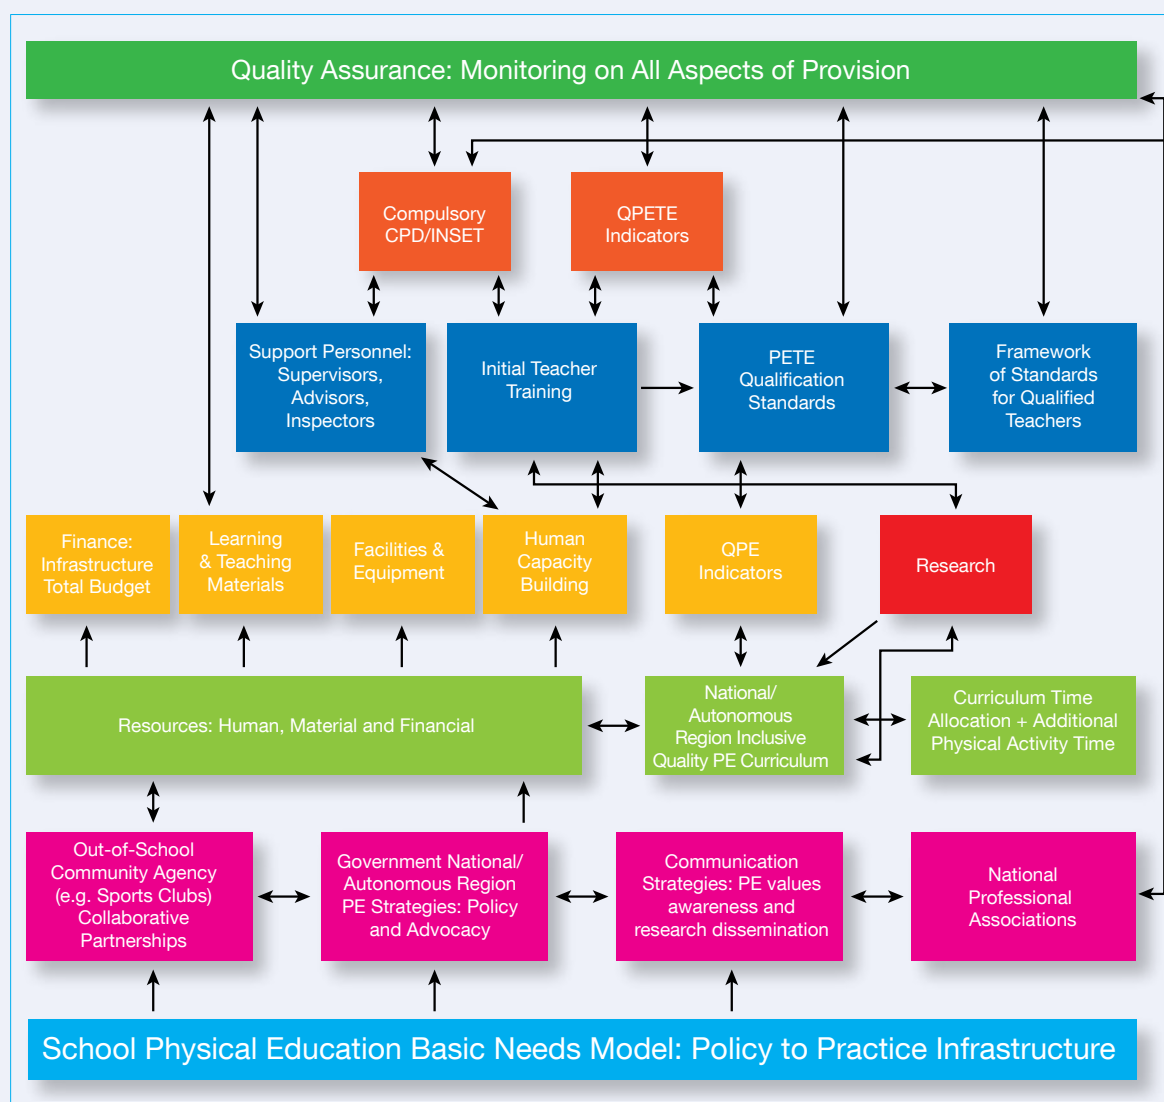 Quality Assurance: Monitoring on All Aspects of Provision
Compulsory
CPD/INSET
QPETE
Indicators
Support Personnel:
Supervisors,
Advisors,
Inspectors
Initial Teacher
Training
PETE
Qualification
Standards
Framework
of Standards
for Qualified
Teachers
Finance:
Infrastructure
Total Budget
Learning
& Teaching
Materials
Facilities &
Equipment
Human
Capacity
Building
QPE
Indicators
Research
Resources: Human, Material and Financial
National/
Autonomous
Region Inclusive
Quality PE Curriculum
Curriculum Time
Allocation + Additional
Physical Activity Time
Out-of-School
Community Agency
(e.g. Sports Clubs)
Collaborative
Partnerships
Government National/
Autonomous Region
PE Strategies: Policy
and Advocacy
Communication
Strategies: PE values
awareness and
research dissemination
National
Professional
Associations
School Physical Education Basic Needs Model: Policy to Practice Infrastructure